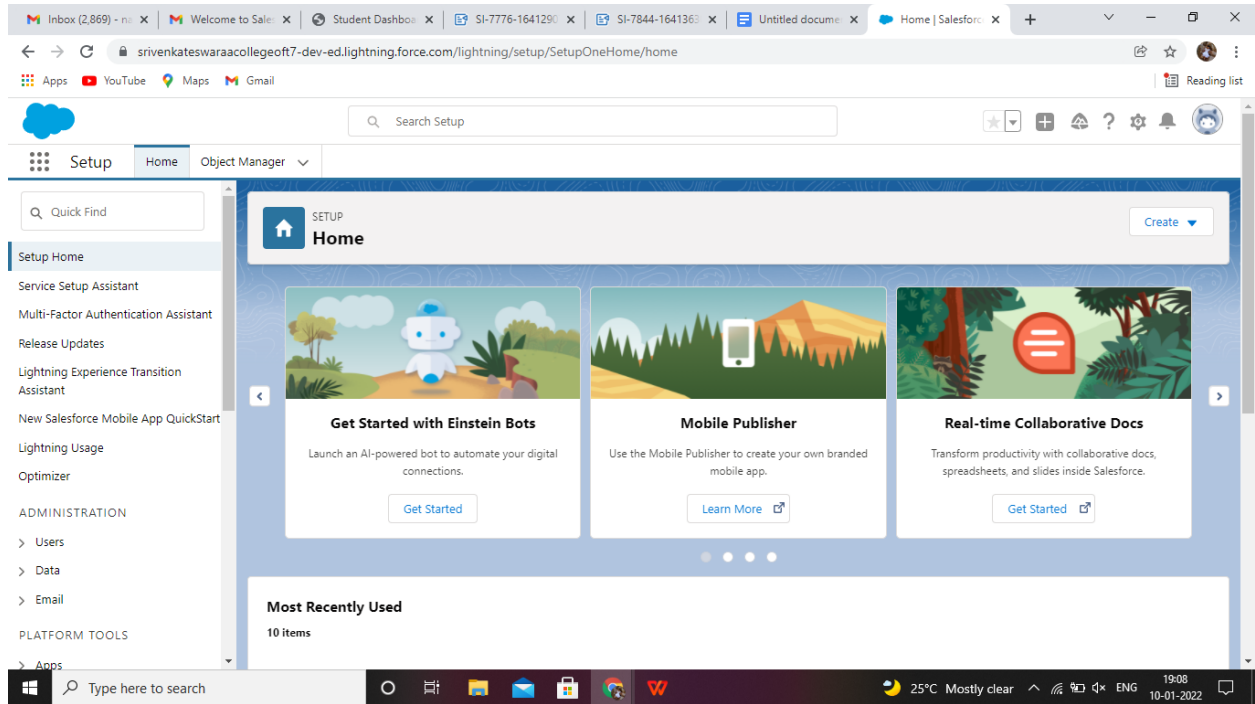 Inbox (2,869) - na
Welcome to Sale
Student Dashboa
SI-7776-1641290
SI-7844-1641363
Untitled docume
Home | Salesforc
srivenkateswaraacollegeoft7-dev-ed.lightning.force.com/lightning/setup/SetupOneHome/home
Apps YouTube Maps Gmail Reading list
Search Setup
Setup Home Object Manager
Quick Find
Setup Home
Service Setup Assistant
Multi-Factor Authentication Assistant
Release Updates
Lightning Experience Transition
Assistant
New Salesforce Mobile App QuickStart
Lightning Usage
Optimizer
ADMINISTRATION
Users
Data
Email
PLATFORM TOOLS
Apps
SETUP
Home
Create
Get Started with Einstein Bots
Launch an AI-powered bot to automate your digital
connections.
Get Started
Mobile Publisher
Use the Mobile Publisher to create your own branded
mobile app.
Learn More
Real-time Collaborative Docs
Transform productivity with collaborative docs,
spreadsheets, and slides inside Salesforce.
Get Started
Most Recently Used
10 items
Type here to search
25°C Mostly clear
ENG
19:08
10-01-2022